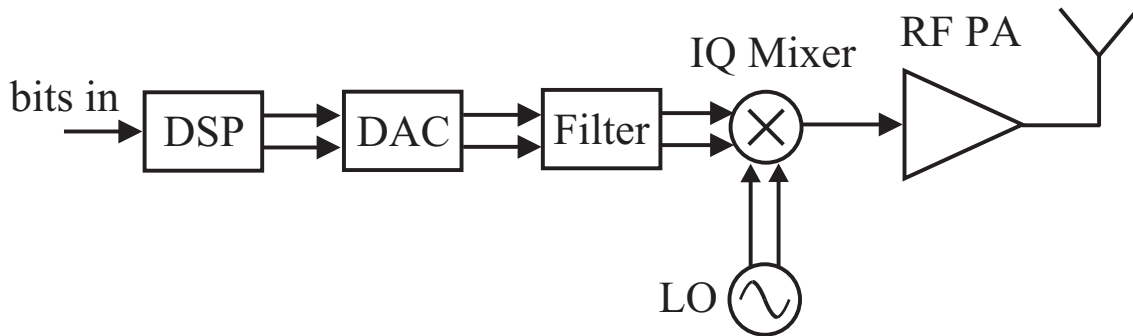 bits in
DSP
DAC
Filter
IQ Mixer
RF PA
LO